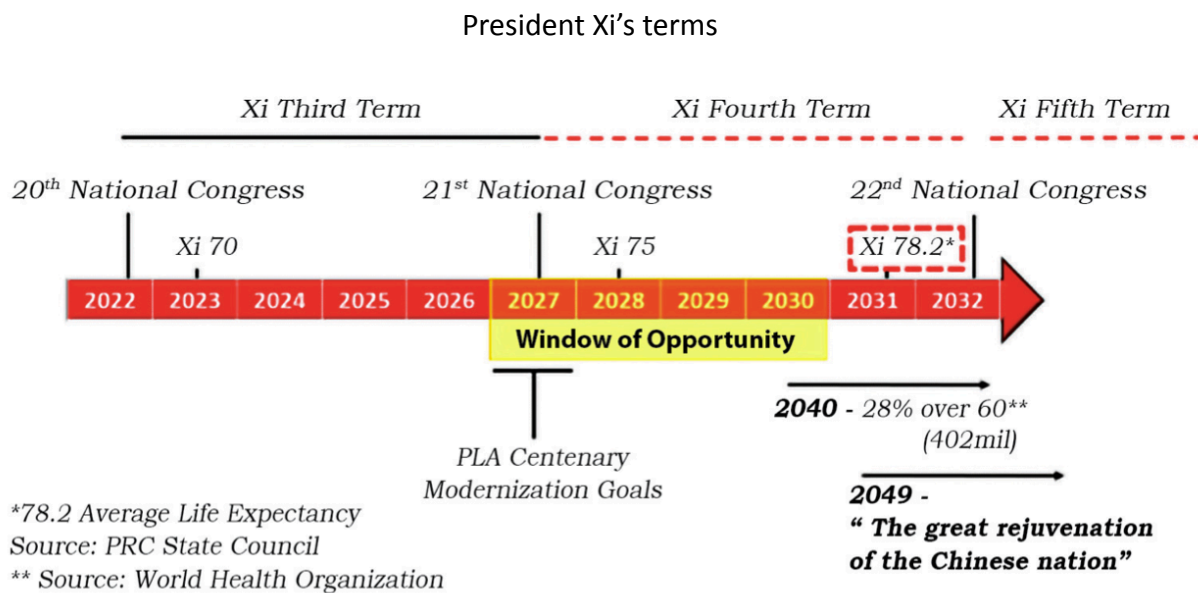 President Xi’s terms
Xi Third Term
Xi Fourth Term
Xi Fifth Term
20th National Congress
21st National Congress
22nd National Congress
Xi 70
Xi 75
Xi 78.2*
2022 2023 2024 2025 2026 2027 2028 2029 2030 2031 2032
Window of Opportunity
PLA Centenary
Modernization Goals
2040 - 28% over 60**
(402mil)
2049 -
“ The great rejuvenation
of the Chinese nation”
*78.2 Average Life Expectancy
Source: PRC State Council
** Source: World Health Organization